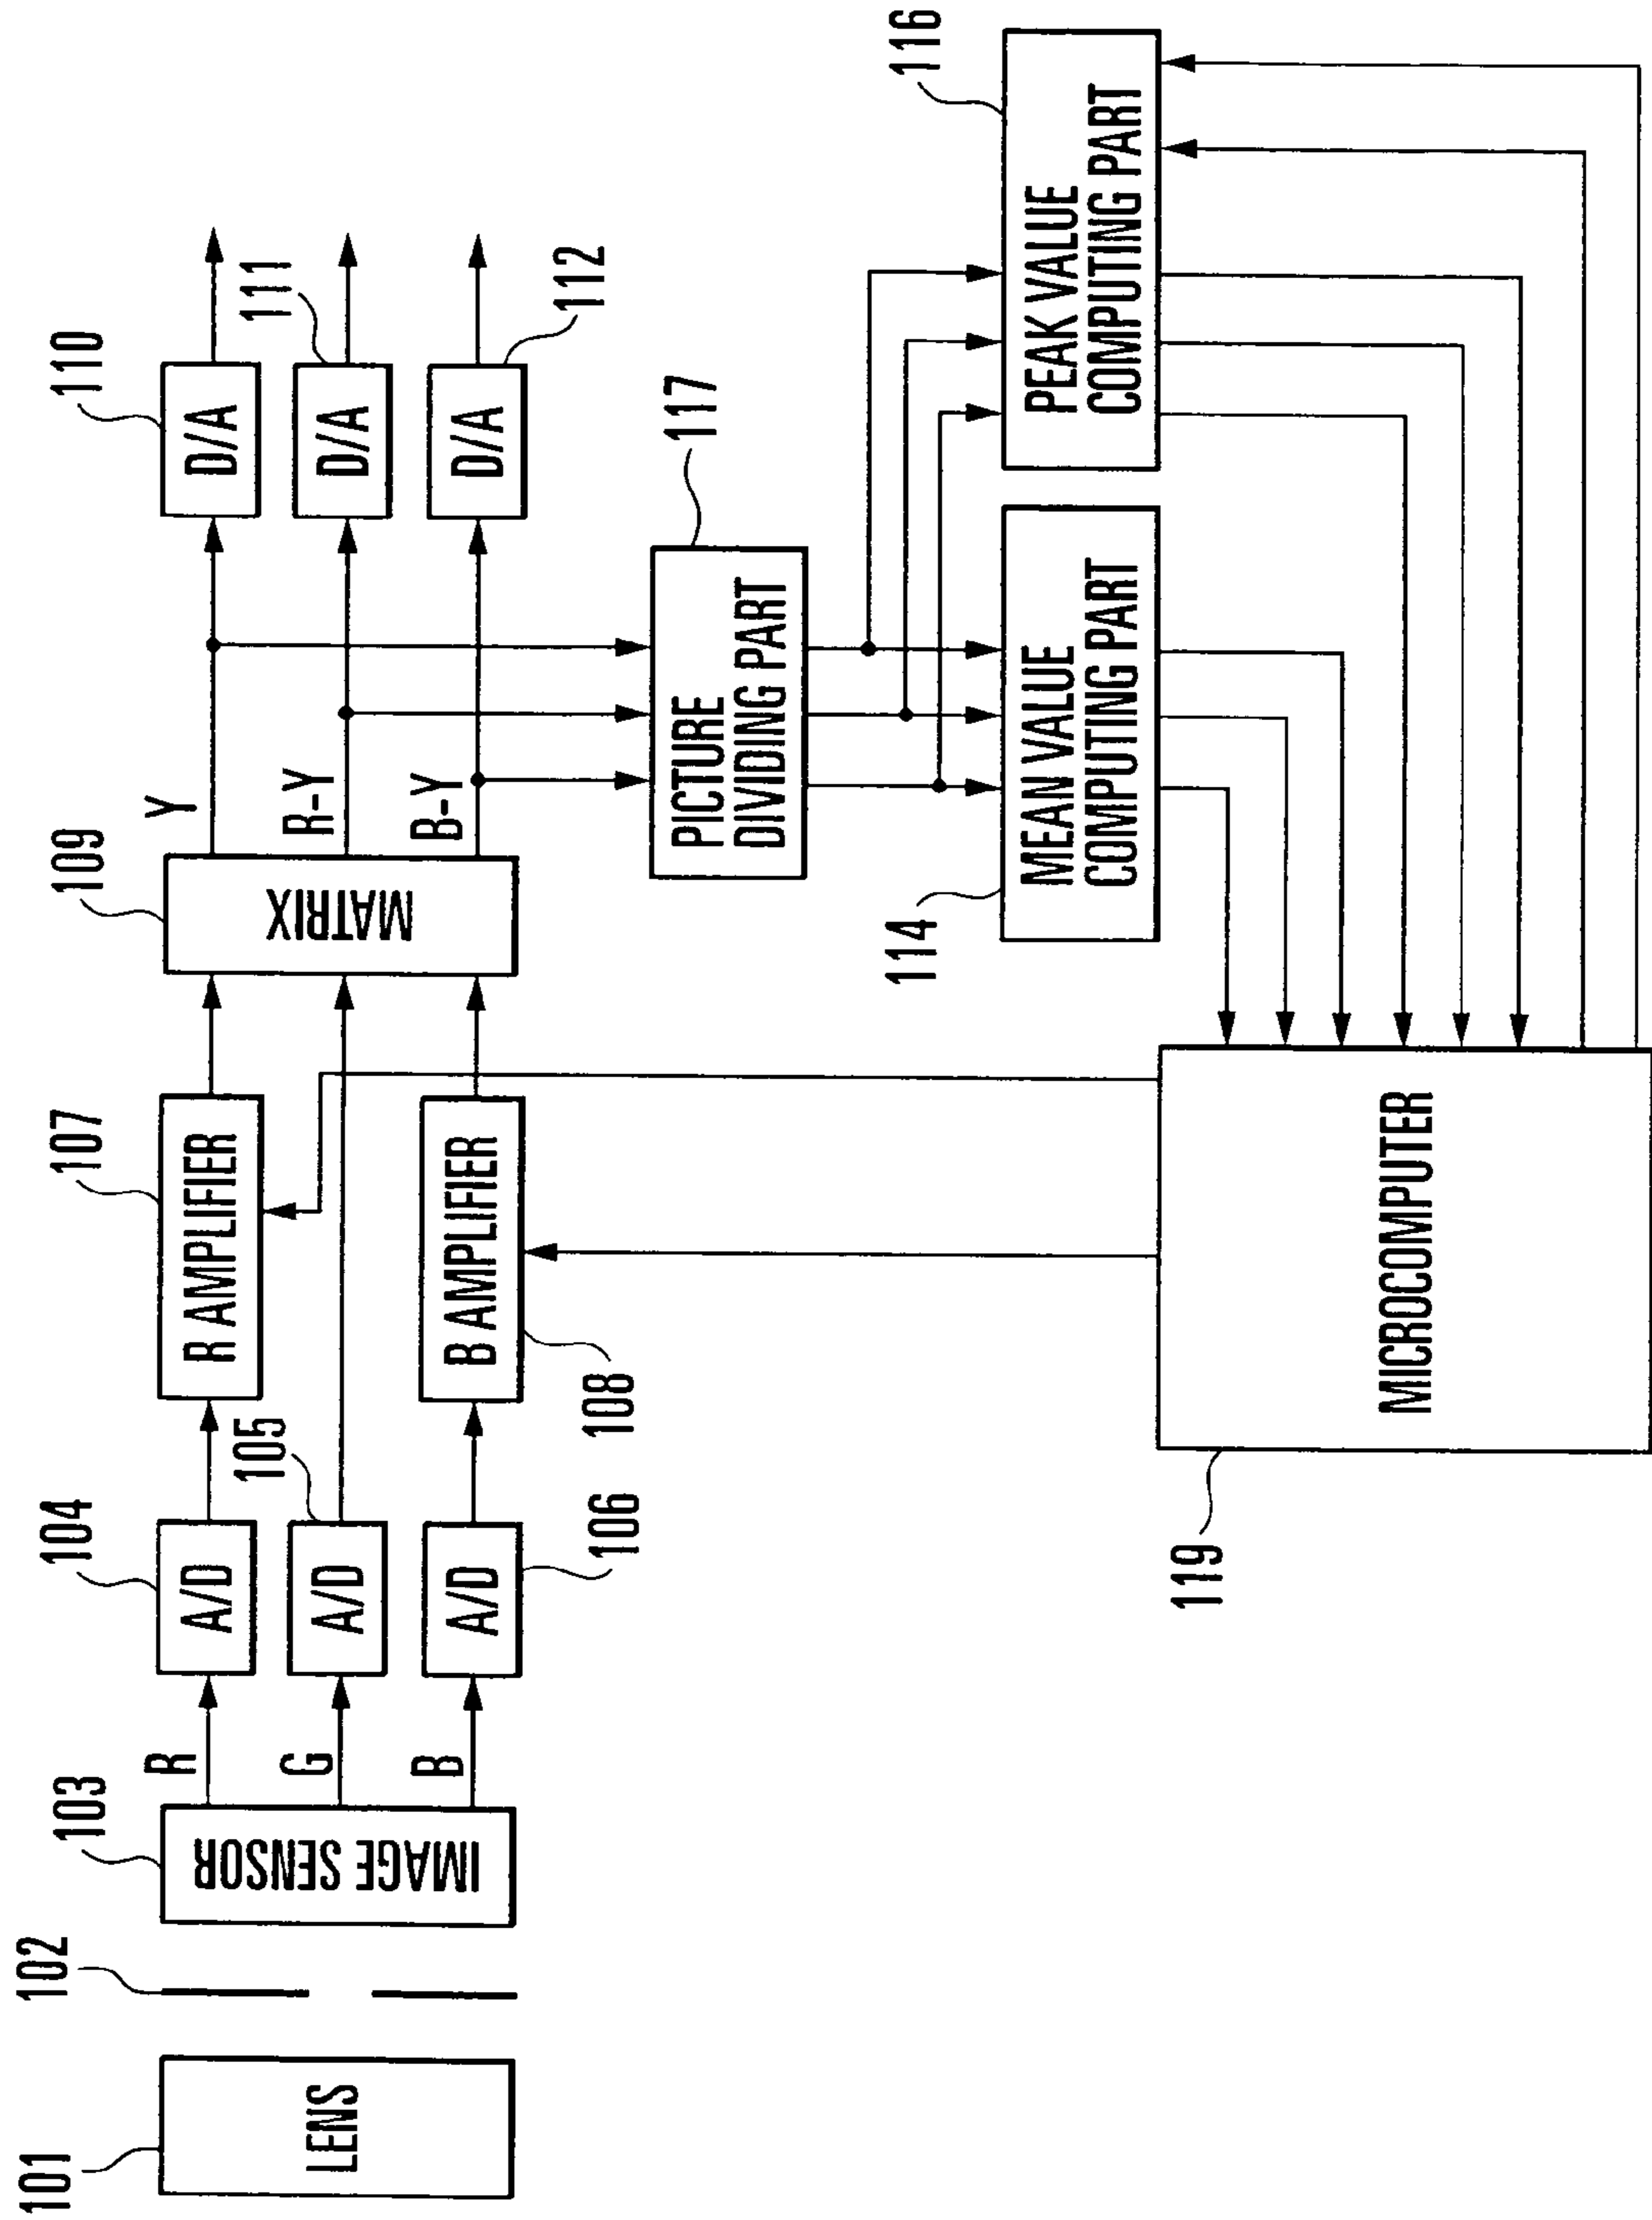 101
LENS
102
103
IMAGE SENSOR
R
G
B
104
A/D
105
A/D
106
A/D
107
R AMPLIFIER
108
B AMPLIFIER
109
MATRIX
Y
R-Y
B-Y
110
D/A
111
D/A
112
D/A
117
PICTURE
DIVIDING PART
114
MEAN VALUE
COMPUTING PART
116
PEAK VALUE
COMPUTING PART
119
MICROCOMPUTER